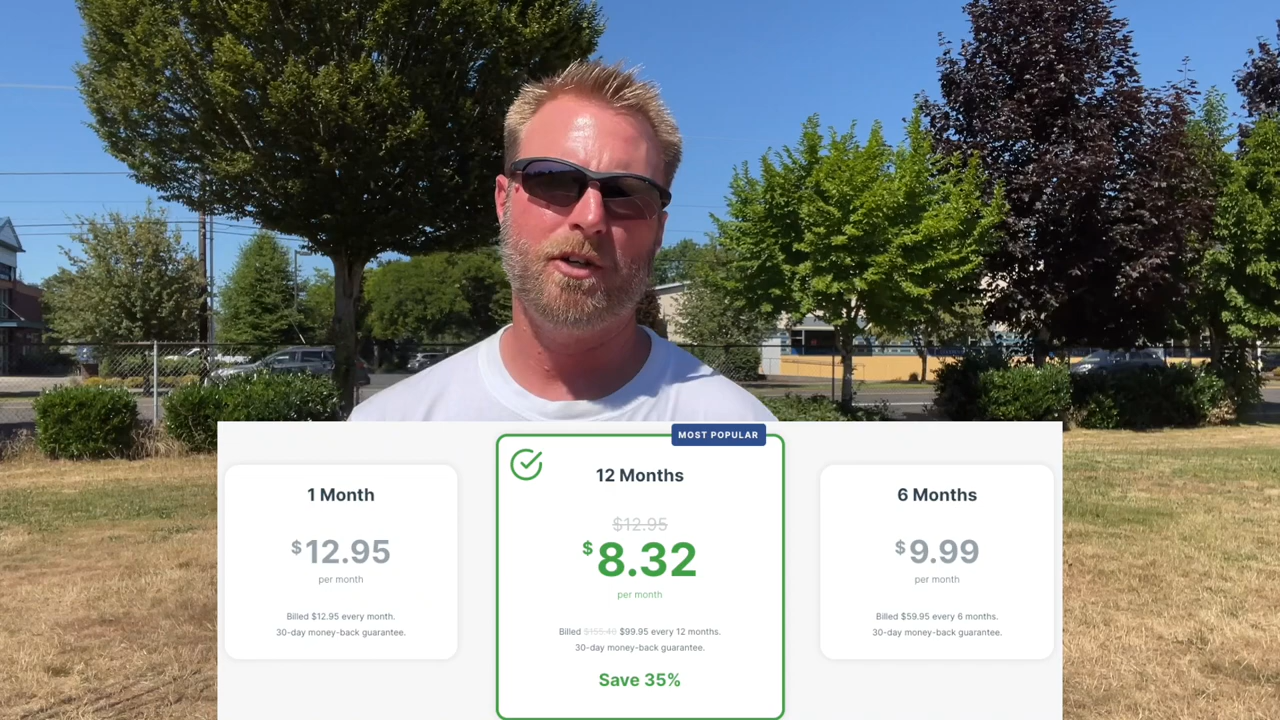 1 Month
$12.95
per month
Billed $12.95 every month.
30-day money-back guarantee.
MOST POPULAR
12 Months
$12.95
$8.32
per month
Billed $155.40 $99.95 every 12 months.
30-day money-back guarantee.
Save 35%
6 Months
$9.99
per month
Billed $59.95 every 6 months.
30-day money-back guarantee.